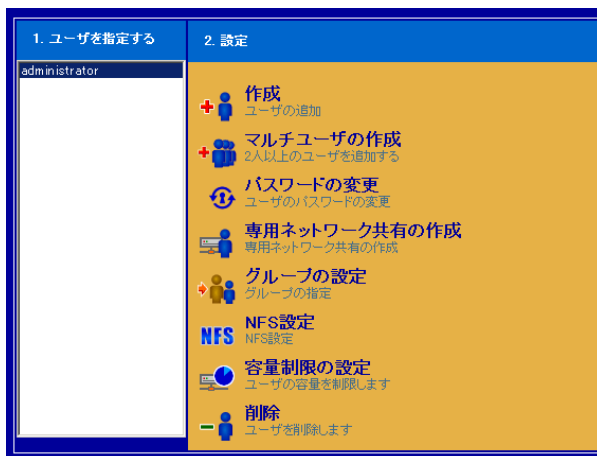 1. ユーザを指定する
2. 設定
administrator
作成
ユーザの追加
マルチユーザの作成
2人以上のユーザを追加する
パスワードの変更
ユーザのパスワードの変更
専用ネットワーク共有の作成
専用ネットワーク共有の作成
グループの設定
グループの指定
NFS
NFS設定
NFS設定
容量制限の設定
ユーザの容量を制限します
削除
ユーザを削除します